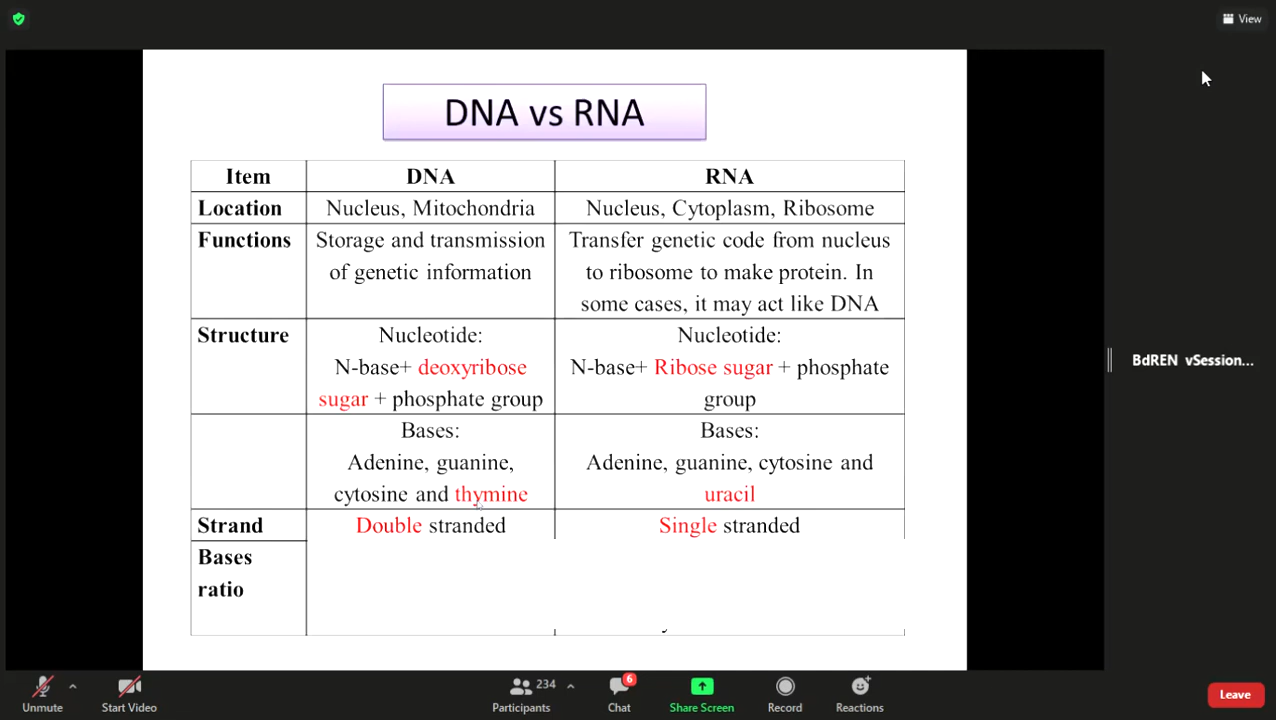 View
DNA vs RNA
Item DNA RNA
Location Nucleus, Mitochondria Nucleus, Cytoplasm, Ribosome
Functions Storage and transmission Transfer genetic code from nucleus
of genetic information to ribosome to make protein. In
some cases, it may act like DNA
Structure Nucleotide: Nucleotide:
N-base+ deoxyribose N-base+ Ribose sugar + phosphate
sugar + phosphate group group
Bases: Bases:
Adenine, guanine, Adenine, guanine, cytosine and
cytosine and thymine uracil
Strand Double stranded Single stranded
Bases
ratio
BdREN vSession...
Unmute Start Video 234 Participants 6 Chat Share Screen Record Reactions Leave